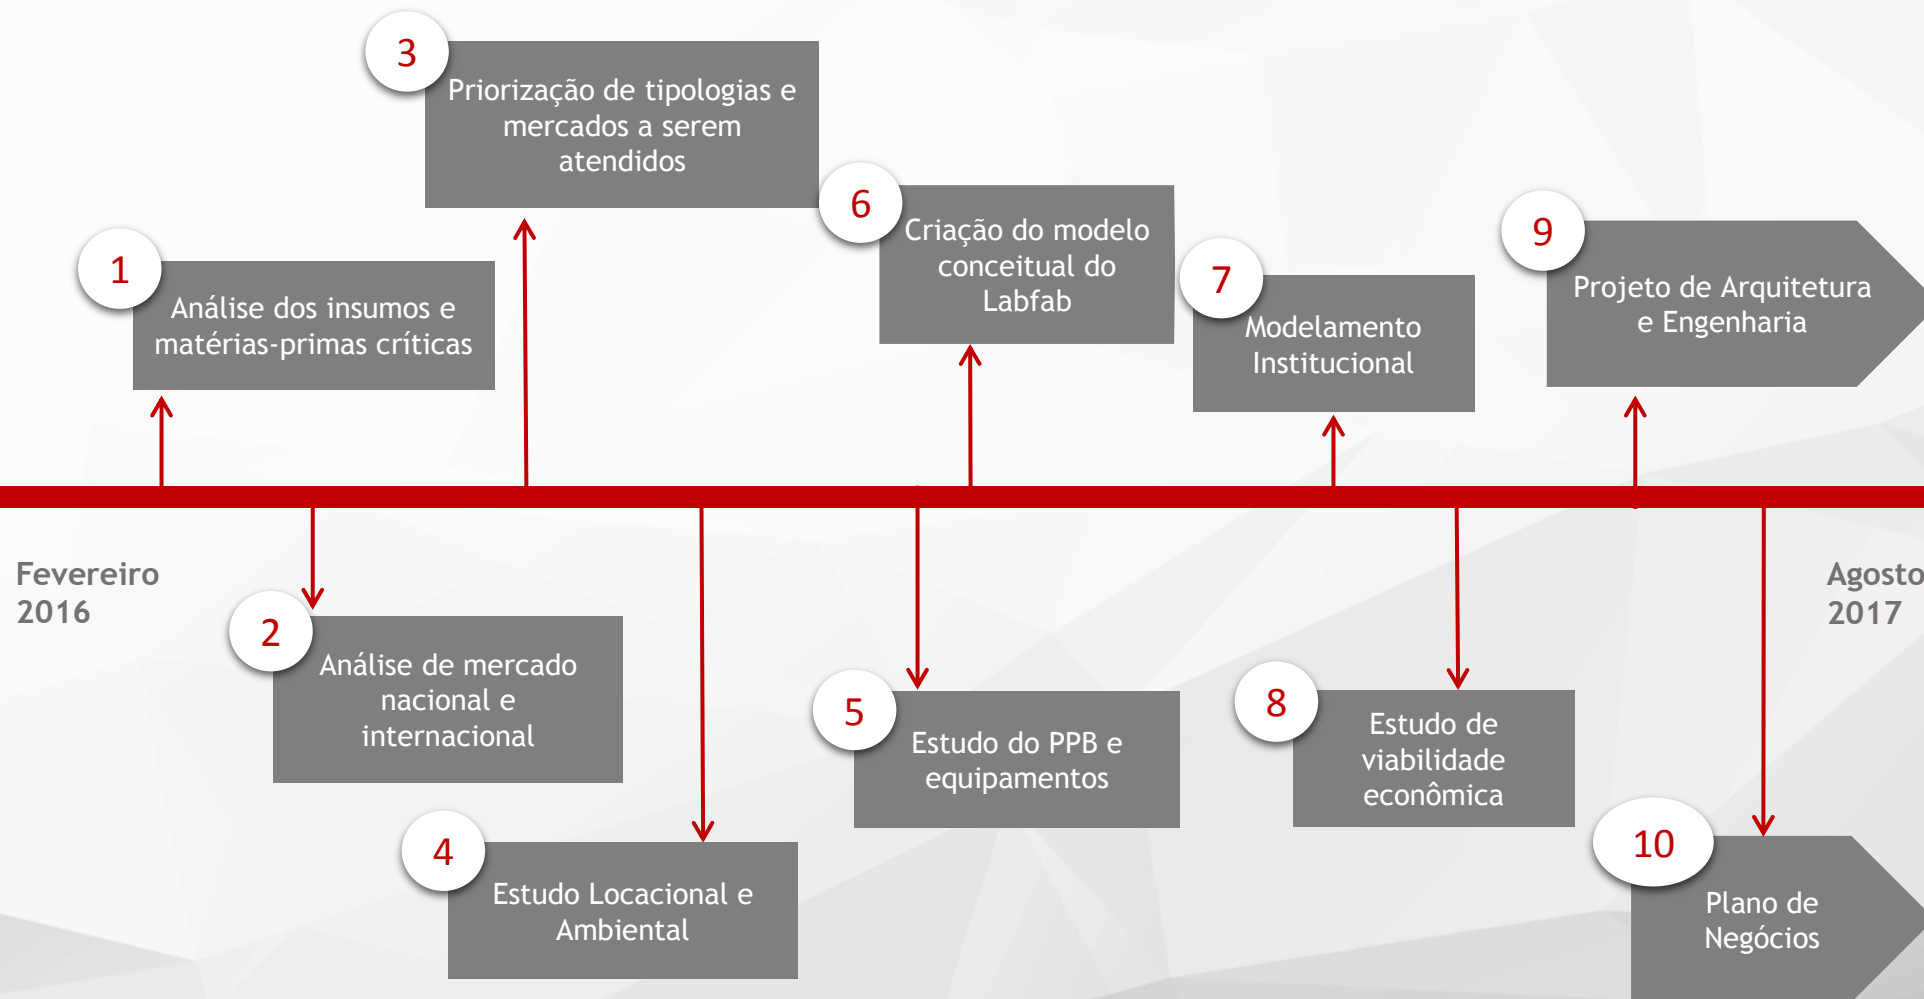 1
Análise dos insumos e
matérias-primas críticas
2
Análise de mercado
nacional e
internacional
3
Priorização de tipologias e
mercados a serem
atendidos
4
Estudo Locacional e
Ambiental
5
Estudo do PPB e
equipamentos
6
Criação do modelo
conceitual do
Labfab
7
Modelamento
Institucional
8
Estudo de
viabilidade
econômica
9
Projeto de Arquitetura
e Engenharia
10
Plano de
Negócios
Fevereiro
2016
Agosto
2017